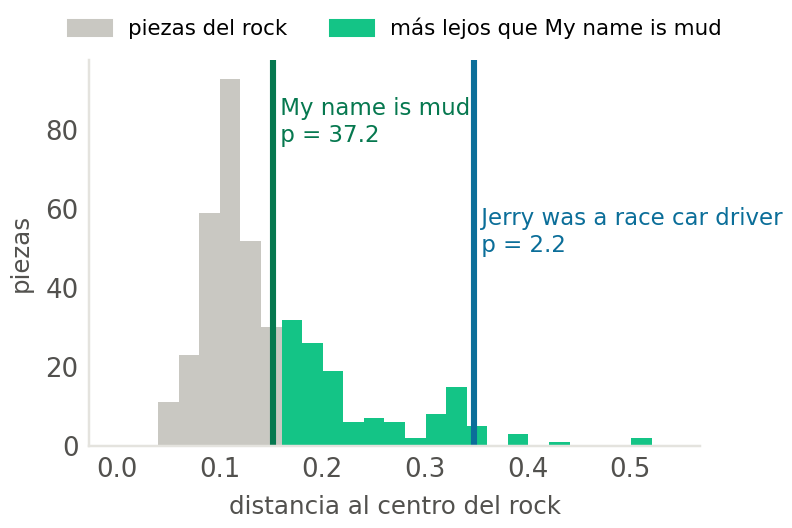 piezas del rock
más lejos que My name is mud
My name is mud
p = 37.2
Jerry was a race car driver
p = 2.2
piezas
80
60
40
20
0
0.0
0.1
0.2
0.3
0.4
0.5
distancia al centro del rock